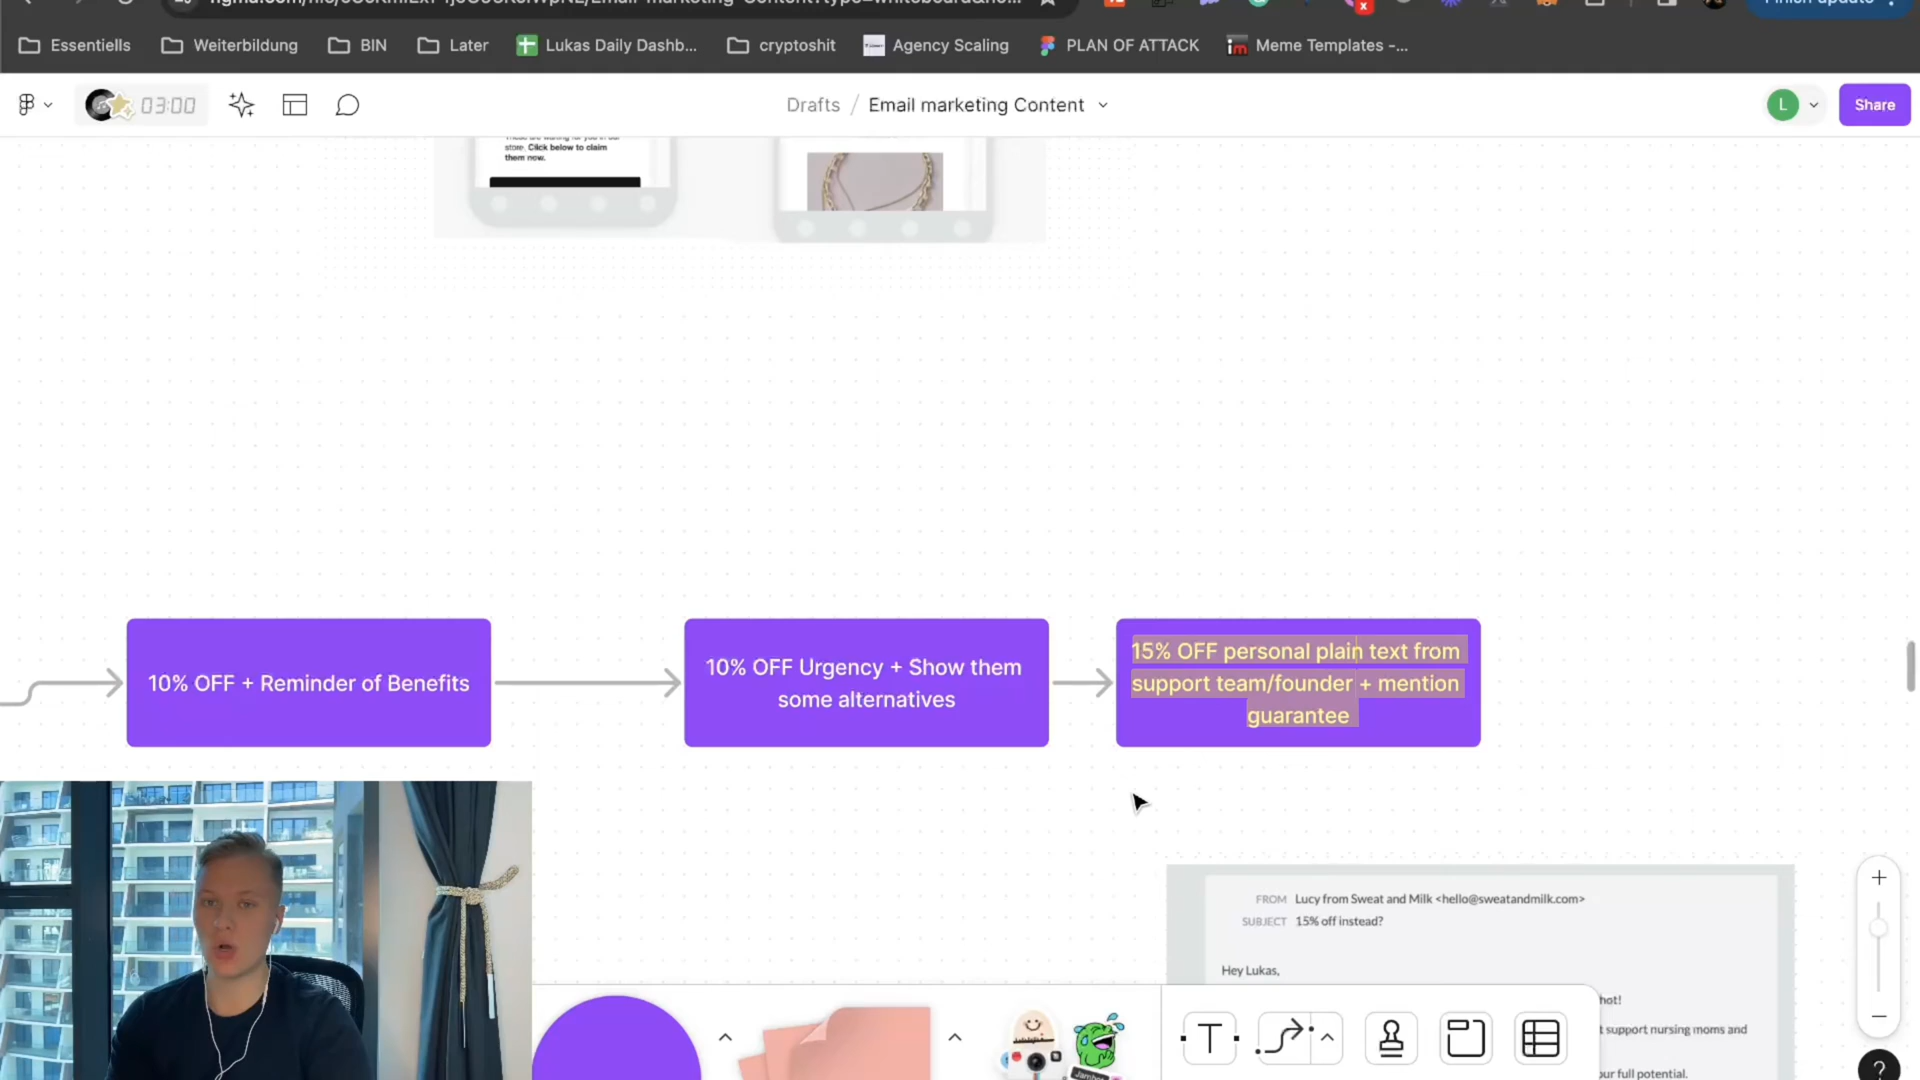 Essentiells
Weiterbildung
BIN
Later
Lukas Daily Dashb...
cryptoshit
Agency Scaling
PLAN OF ATTACK
Meme Templates -...
03:00
Drafts / Email marketing Content
L
Share
store. Click below to claim
them now.
10% OFF + Reminder of Benefits
10% OFF Urgency + Show them
some alternatives
15% OFF personal plain text from
support team/founder + mention
guarantee
FROM Lucy from Sweat and Milk <hello@sweatandmilk.com>
SUBJECT 15% off instead?
Hey Lukas,
hot!
t support nursing moms and
our full potential.
T
?